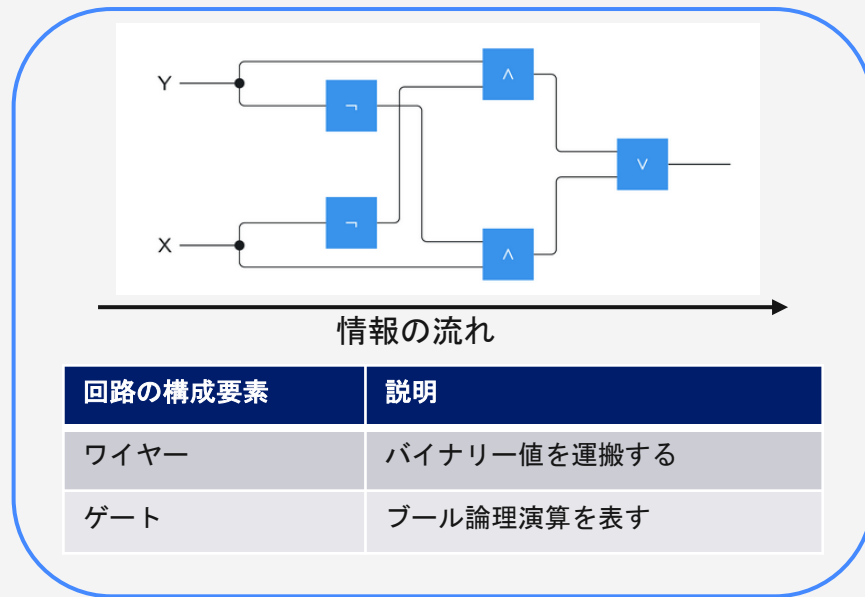 Y
∧
¬
∨
¬
X
∧
情報の流れ
回路の構成要素 説明
ワイヤー バイナリー値を運搬する
ゲート ブール論理演算を表す